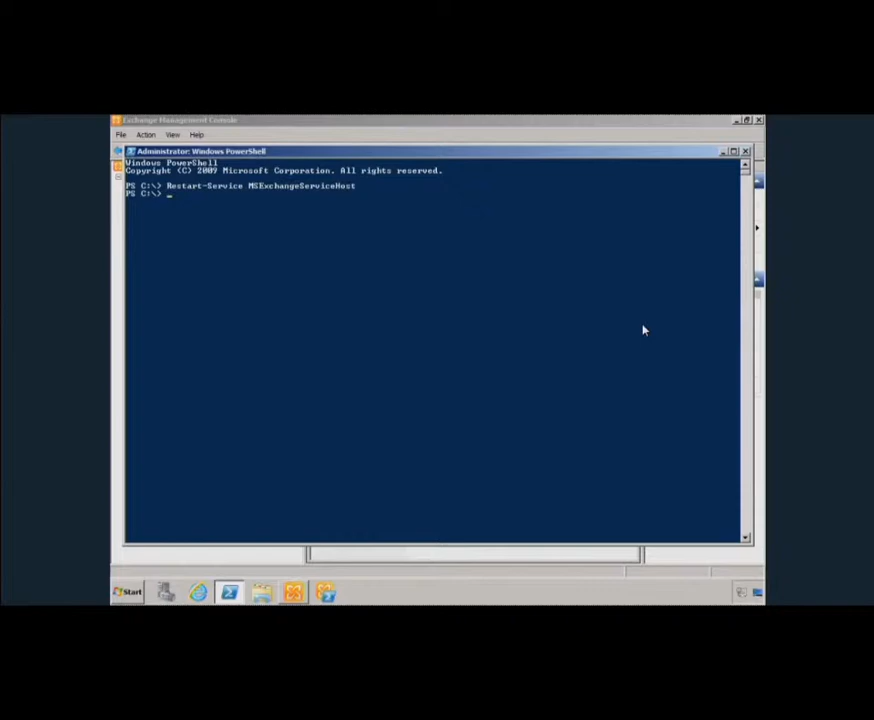 Exchange Management Console
File Action View Help
Administrator: Windows PowerShell
Windows PowerShell
Copyright (C) 2009 Microsoft Corporation. All rights reserved.
PS C:\> Restart-Service MSExchangeServiceHost
PS C:\> _
Start